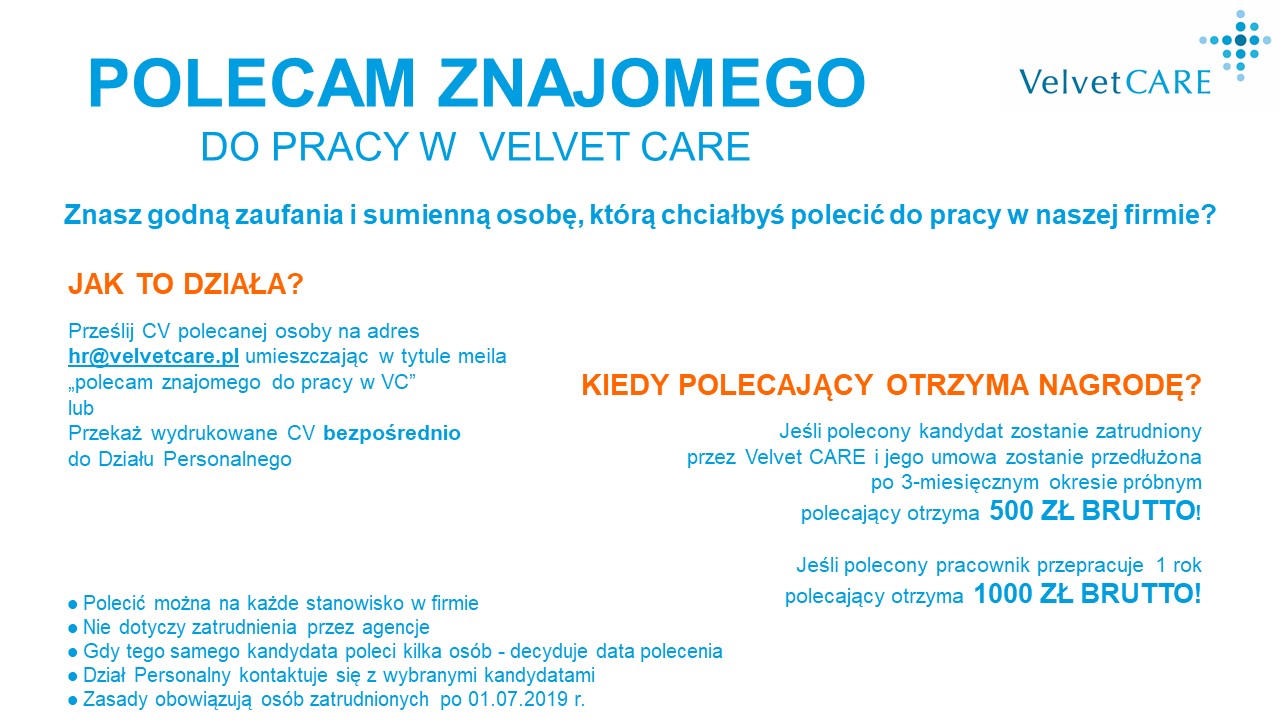 POLECAM ZNAJOMEGO
DO PRACY W VELVET CARE
VelvetCARE
Znasz godną zaufania i sumienną osobę, którą chciałbyś polecić do pracy w naszej firmie?
JAK TO DZIAŁA?
Prześlij CV polecanej osoby na adres
hr@velvetcare.pl umieszczając w tytule meila
„polecam znajomego do pracy w VC”
lub
Przekaż wydrukowane CV bezpośrednio
do Działu Personalnego
KIEDY POLECAJĄCY OTRZYMA NAGRODĘ?
Jeśli polecony kandydat zostanie zatrudniony
przez Velvet CARE i jego umowa zostanie przedłużona
po 3-miesięcznym okresie próbnym
polecający otrzyma 500 ZŁ BRUTTO!
Jeśli polecony pracownik przepracuje 1 rok
polecający otrzyma 1000 ZŁ BRUTTO!
● Polecić można na każde stanowisko w firmie
● Nie dotyczy zatrudnienia przez agencje
● Gdy tego samego kandydata poleci kilka osób - decyduje data polecenia
● Dział Personalny kontaktuje się z wybranymi kandydatami
● Zasady obowiązują osób zatrudnionych po 01.07.2019 r.